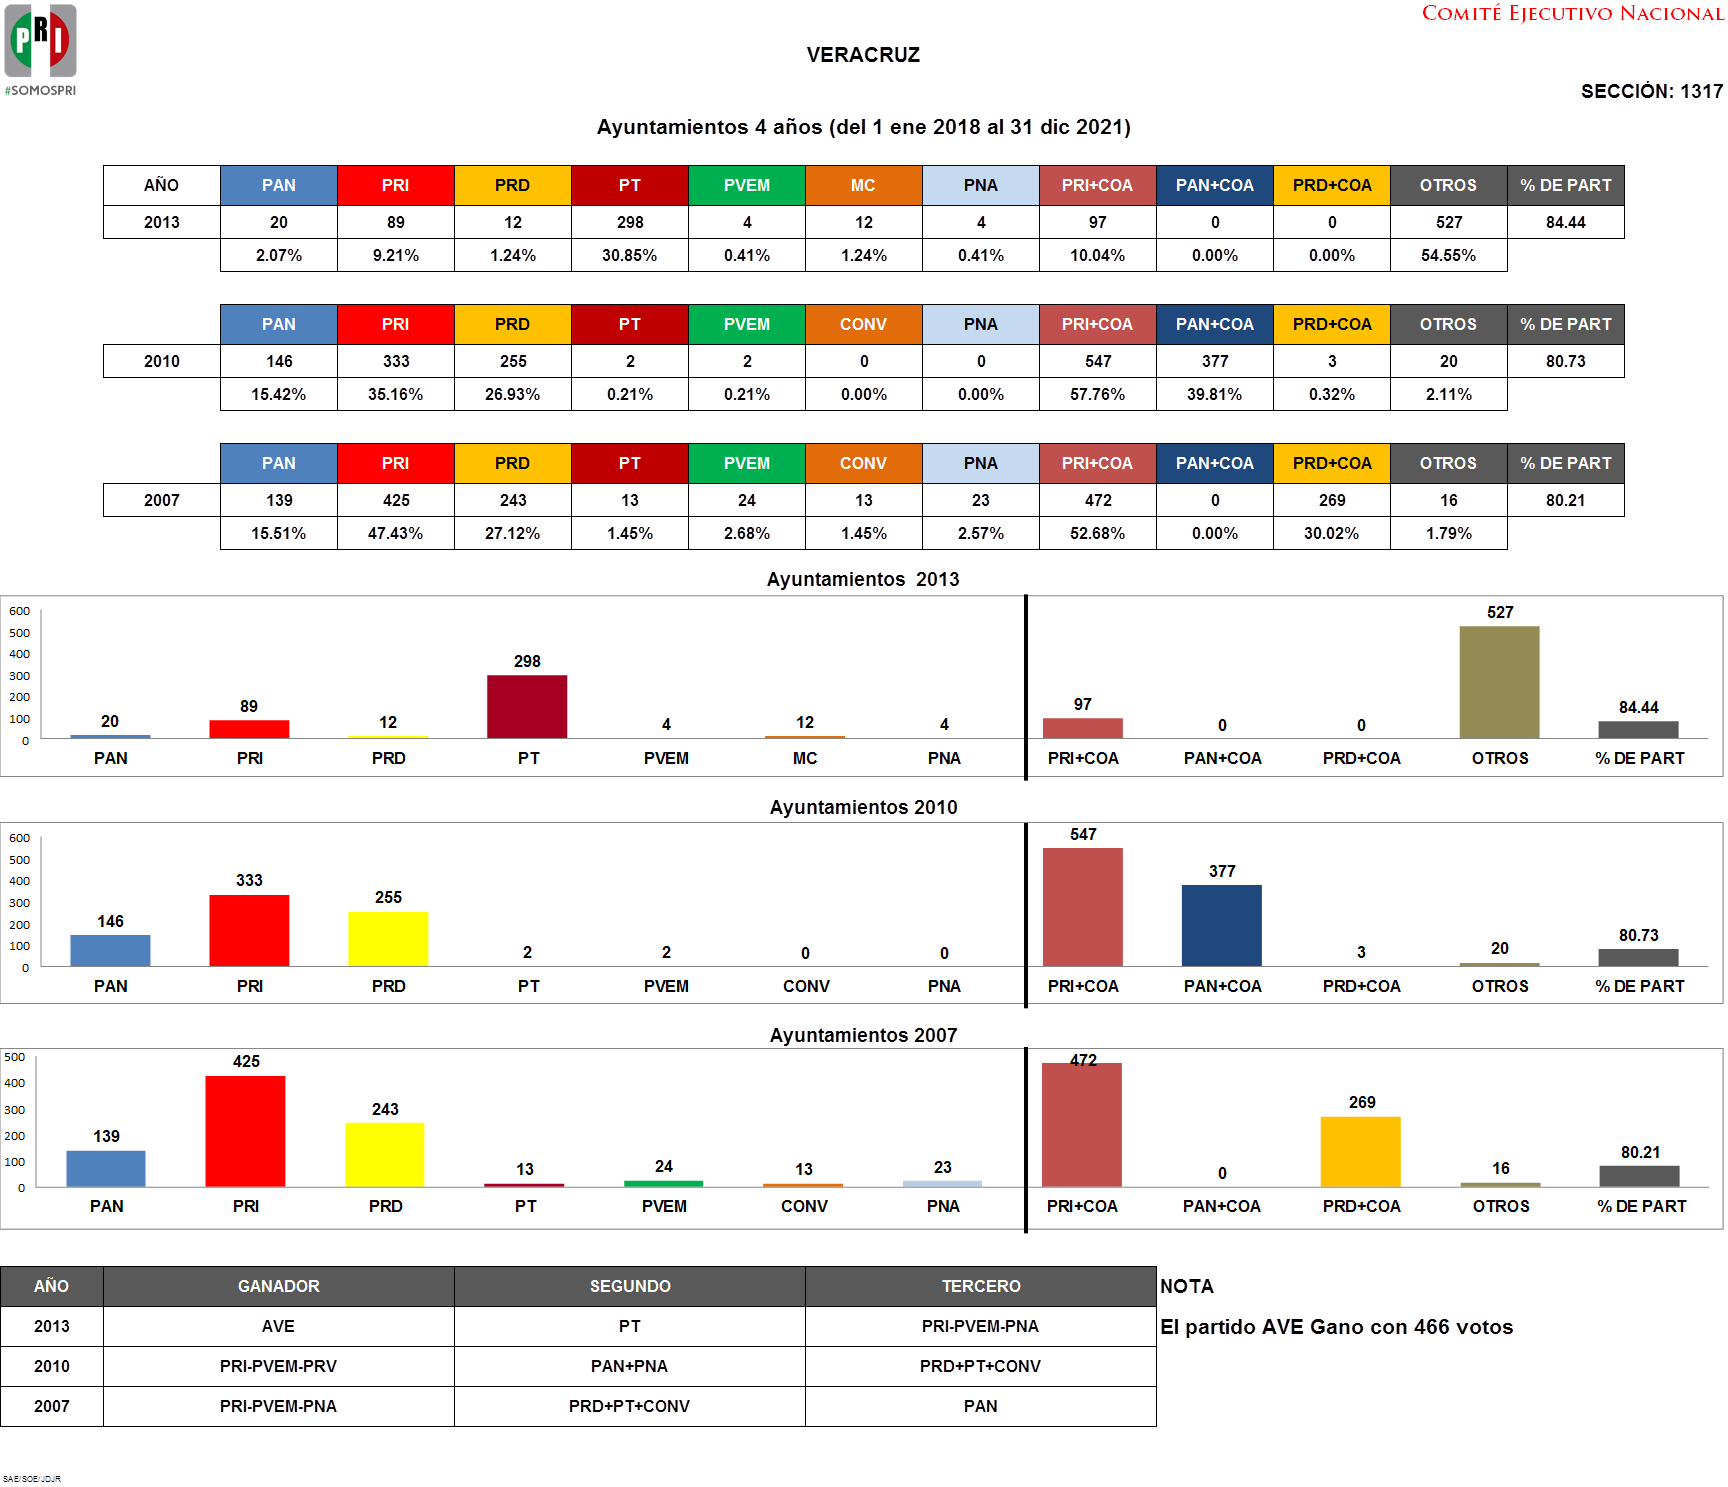 PRI
#SOMOSPRI
COMITÉ EJECUTIVO NACIONAL
VERACRUZ
SECCIÓN: 1317
Ayuntamientos 4 años (del 1 ene 2018 al 31 dic 2021)
AÑO PAN PRI PRD PT PVEM MC PNA PRI+COA PAN+COA PRD+COA OTROS % DE PART
2013 20 89 12 298 4 12 4 97 0 0 527 84.44
2.07% 9.21% 1.24% 30.85% 0.41% 1.24% 0.41% 10.04% 0.00% 0.00% 54.55%
PAN PRI PRD PT PVEM CONV PNA PRI+COA PAN+COA PRD+COA OTROS % DE PART
2010 146 333 255 2 2 0 0 547 377 3 20 80.73
15.42% 35.16% 26.93% 0.21% 0.21% 0.00% 0.00% 57.76% 39.81% 0.32% 2.11%
PAN PRI PRD PT PVEM CONV PNA PRI+COA PAN+COA PRD+COA OTROS % DE PART
2007 139 425 243 13 24 13 23 472 0 269 16 80.21
15.51% 47.43% 27.12% 1.45% 2.68% 1.45% 2.57% 52.68% 0.00% 30.02% 1.79%
Ayuntamientos 2013
600
500
400
300
200
100
0
20 89 12 298 4 12 4 97 0 0 527 84.44
PAN PRI PRD PT PVEM MC PNA PRI+COA PAN+COA PRD+COA OTROS % DE PART
Ayuntamientos 2010
600
500
400
300
200
100
0
146 333 255 2 2 0 0 547 377 3 20 80.73
PAN PRI PRD PT PVEM CONV PNA PRI+COA PAN+COA PRD+COA OTROS % DE PART
Ayuntamientos 2007
500
400
300
200
100
0
139 425 243 13 24 13 23 472 0 269 16 80.21
PAN PRI PRD PT PVEM CONV PNA PRI+COA PAN+COA PRD+COA OTROS % DE PART
AÑO GANADOR SEGUNDO TERCERO NOTA
2013 AVE PT PRI-PVEM-PNA El partido AVE Gano con 466 votos
2010 PRI-PVEM-PRV PAN+PNA PRD+PT+CONV
2007 PRI-PVEM-PNA PRD+PT+CONV PAN
SAE/SOE/JDJR